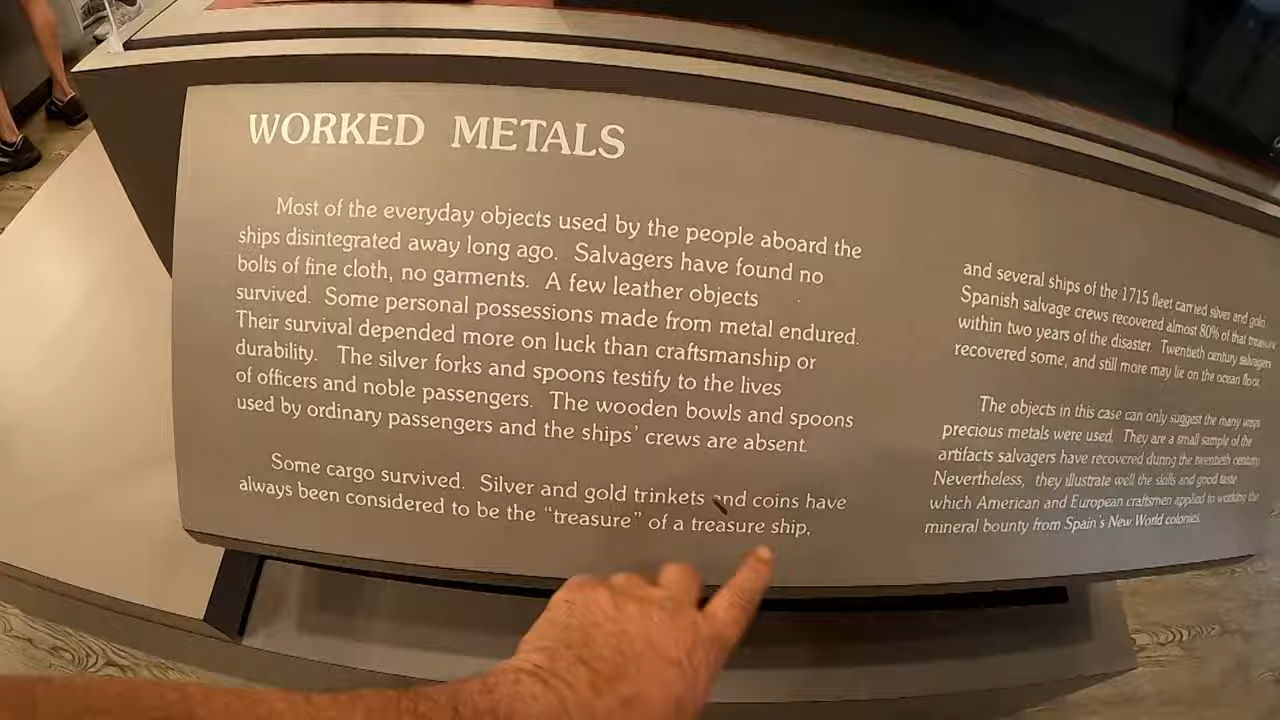 WORKED METALS
Most of the everyday objects used by the people aboard the
ships disintegrated away long ago. Salvagers have found no
bolts of fine cloth, no garments. A few leather objects
survived. Some personal possessions made from metal endured.
Their survival depended more on luck than craftsmanship or
durability. The silver forks and spoons testify to the lives
of officers and noble passengers. The wooden bowls and spoons
used by ordinary passengers and the ships' crews are absent.
Some cargo survived. Silver and gold trinkets and coins have
always been considered to be the “treasure” of a treasure ship,
and several ships of the 1715 fleet carried silver and gold.
Spanish salvage crews recovered almost 80% of that treasure
within two years of the disaster. Twentieth century salvagers
recovered some, and still more may lie on the ocean floor.
The objects in this case can only suggest the many ways
precious metals were used. They are a small sample of the
artifacts salvagers have recovered during the twentieth century.
Nevertheless, they illustrate well the skills and good taste
which American and European craftsmen applied to working the
mineral bounty from Spain's New World colonies.